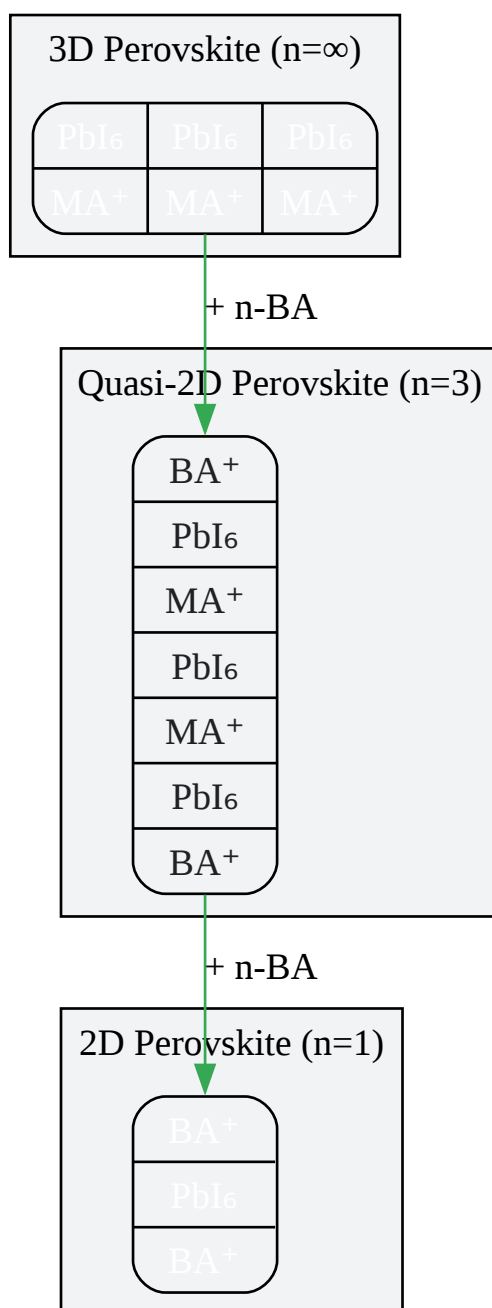 3D Perovskite (n=∞)
PbI₆ PbI₆ PbI₆
MA⁺ MA⁺ MA⁺
+ n-BA
Quasi-2D Perovskite (n=3)
BA⁺
PbI₆
MA⁺
PbI₆
MA⁺
PbI₆
BA⁺
+ n-BA
2D Perovskite (n=1)
BA⁺
PbI₆
BA⁺